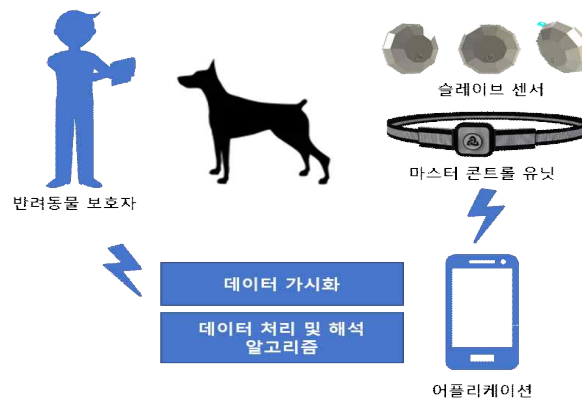 슬레이브 센서
마스터 콘트롤 유닛
반려동물 보호자
데이터 가시화
데이터 처리 및 해석
알고리즘
어플리케이션